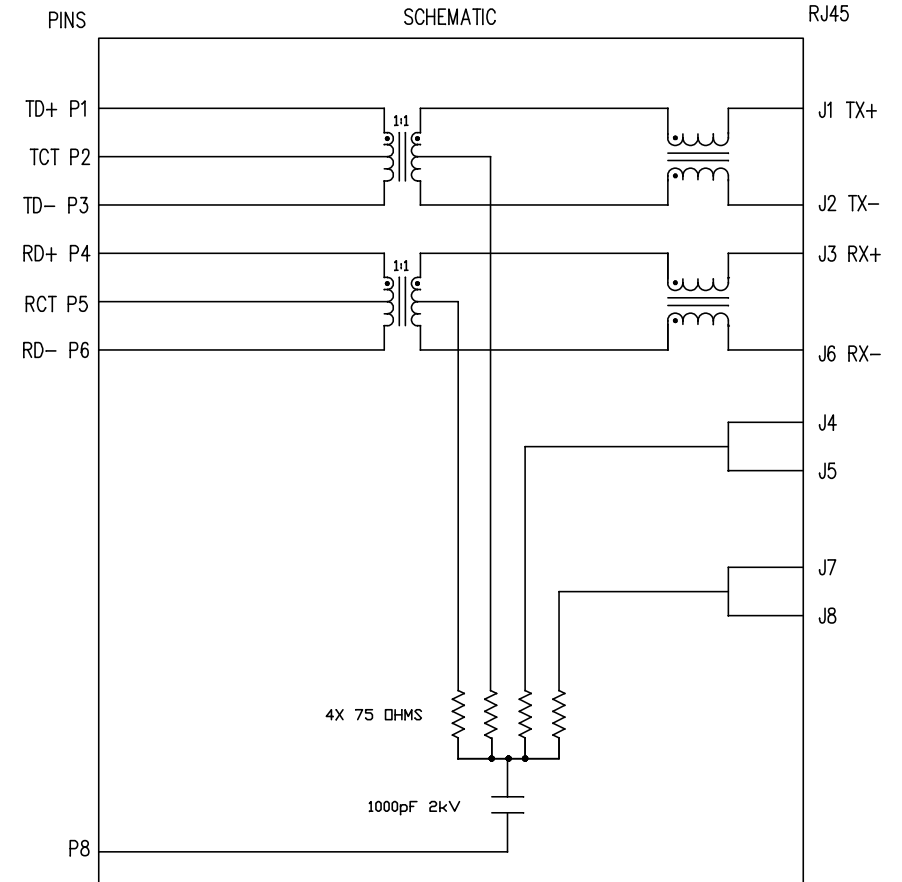 PINS
SCHEMATIC
RJ45
TD+ P1
1:1
J1 TX+
TCT P2
TD- P3
J2 TX-
RD+ P4
1:1
J3 RX+
RCT P5
RD- P6
J6 RX-
J4
J5
J7
J8
4X 75 OHMS
1000pF 2kV
P8